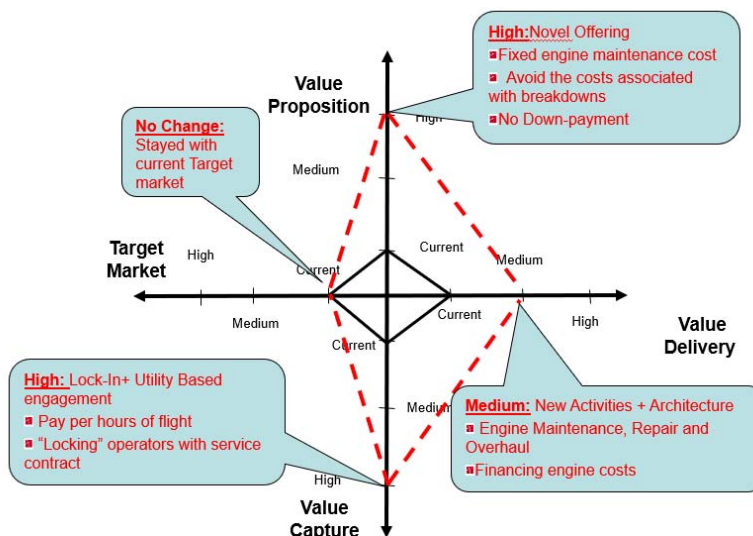 High:Novel Offering
Fixed engine maintenance cost
Avoid the costs associated
with breakdowns
No Down-payment
Value
Proposition
High
No Change:
Stayed with
current Target
market
Medium
Target
Market
High
Current
Current
Medium
Medium
Current
Current
High
Value
Delivery
High: Lock-In+ Utility Based
engagement
Pay per hours of flight
"Locking" operators with service
contract
Medium
Medium: New Activities + Architecture
Engine Maintenance, Repair and
Overhaul
Financing engine costs
High
Value
Capture